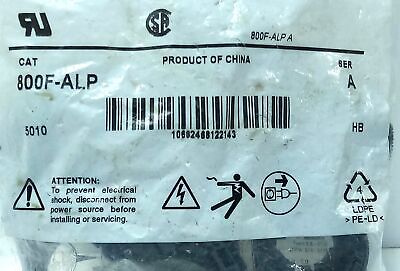 800F-ALP A
CAT
PRODUCT OF CHINA
SER
800F-ALP
A
10662468122143
5010
HB
ATTENTION:
To prevent electrical
shock, disconnect from
power source before
installing or servicing.
4
LDPE
> PE-LD <